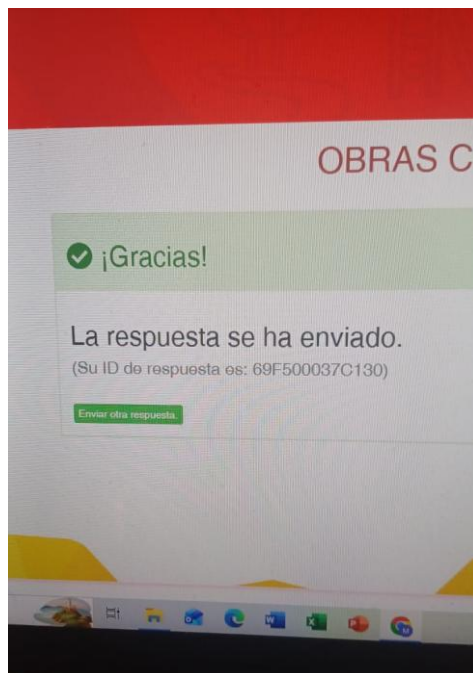 OBRAS C
¡Gracias!
La respuesta se ha enviado.
(Su ID de respuesta es: 69F500037C130)
Enviar otra respuesta.